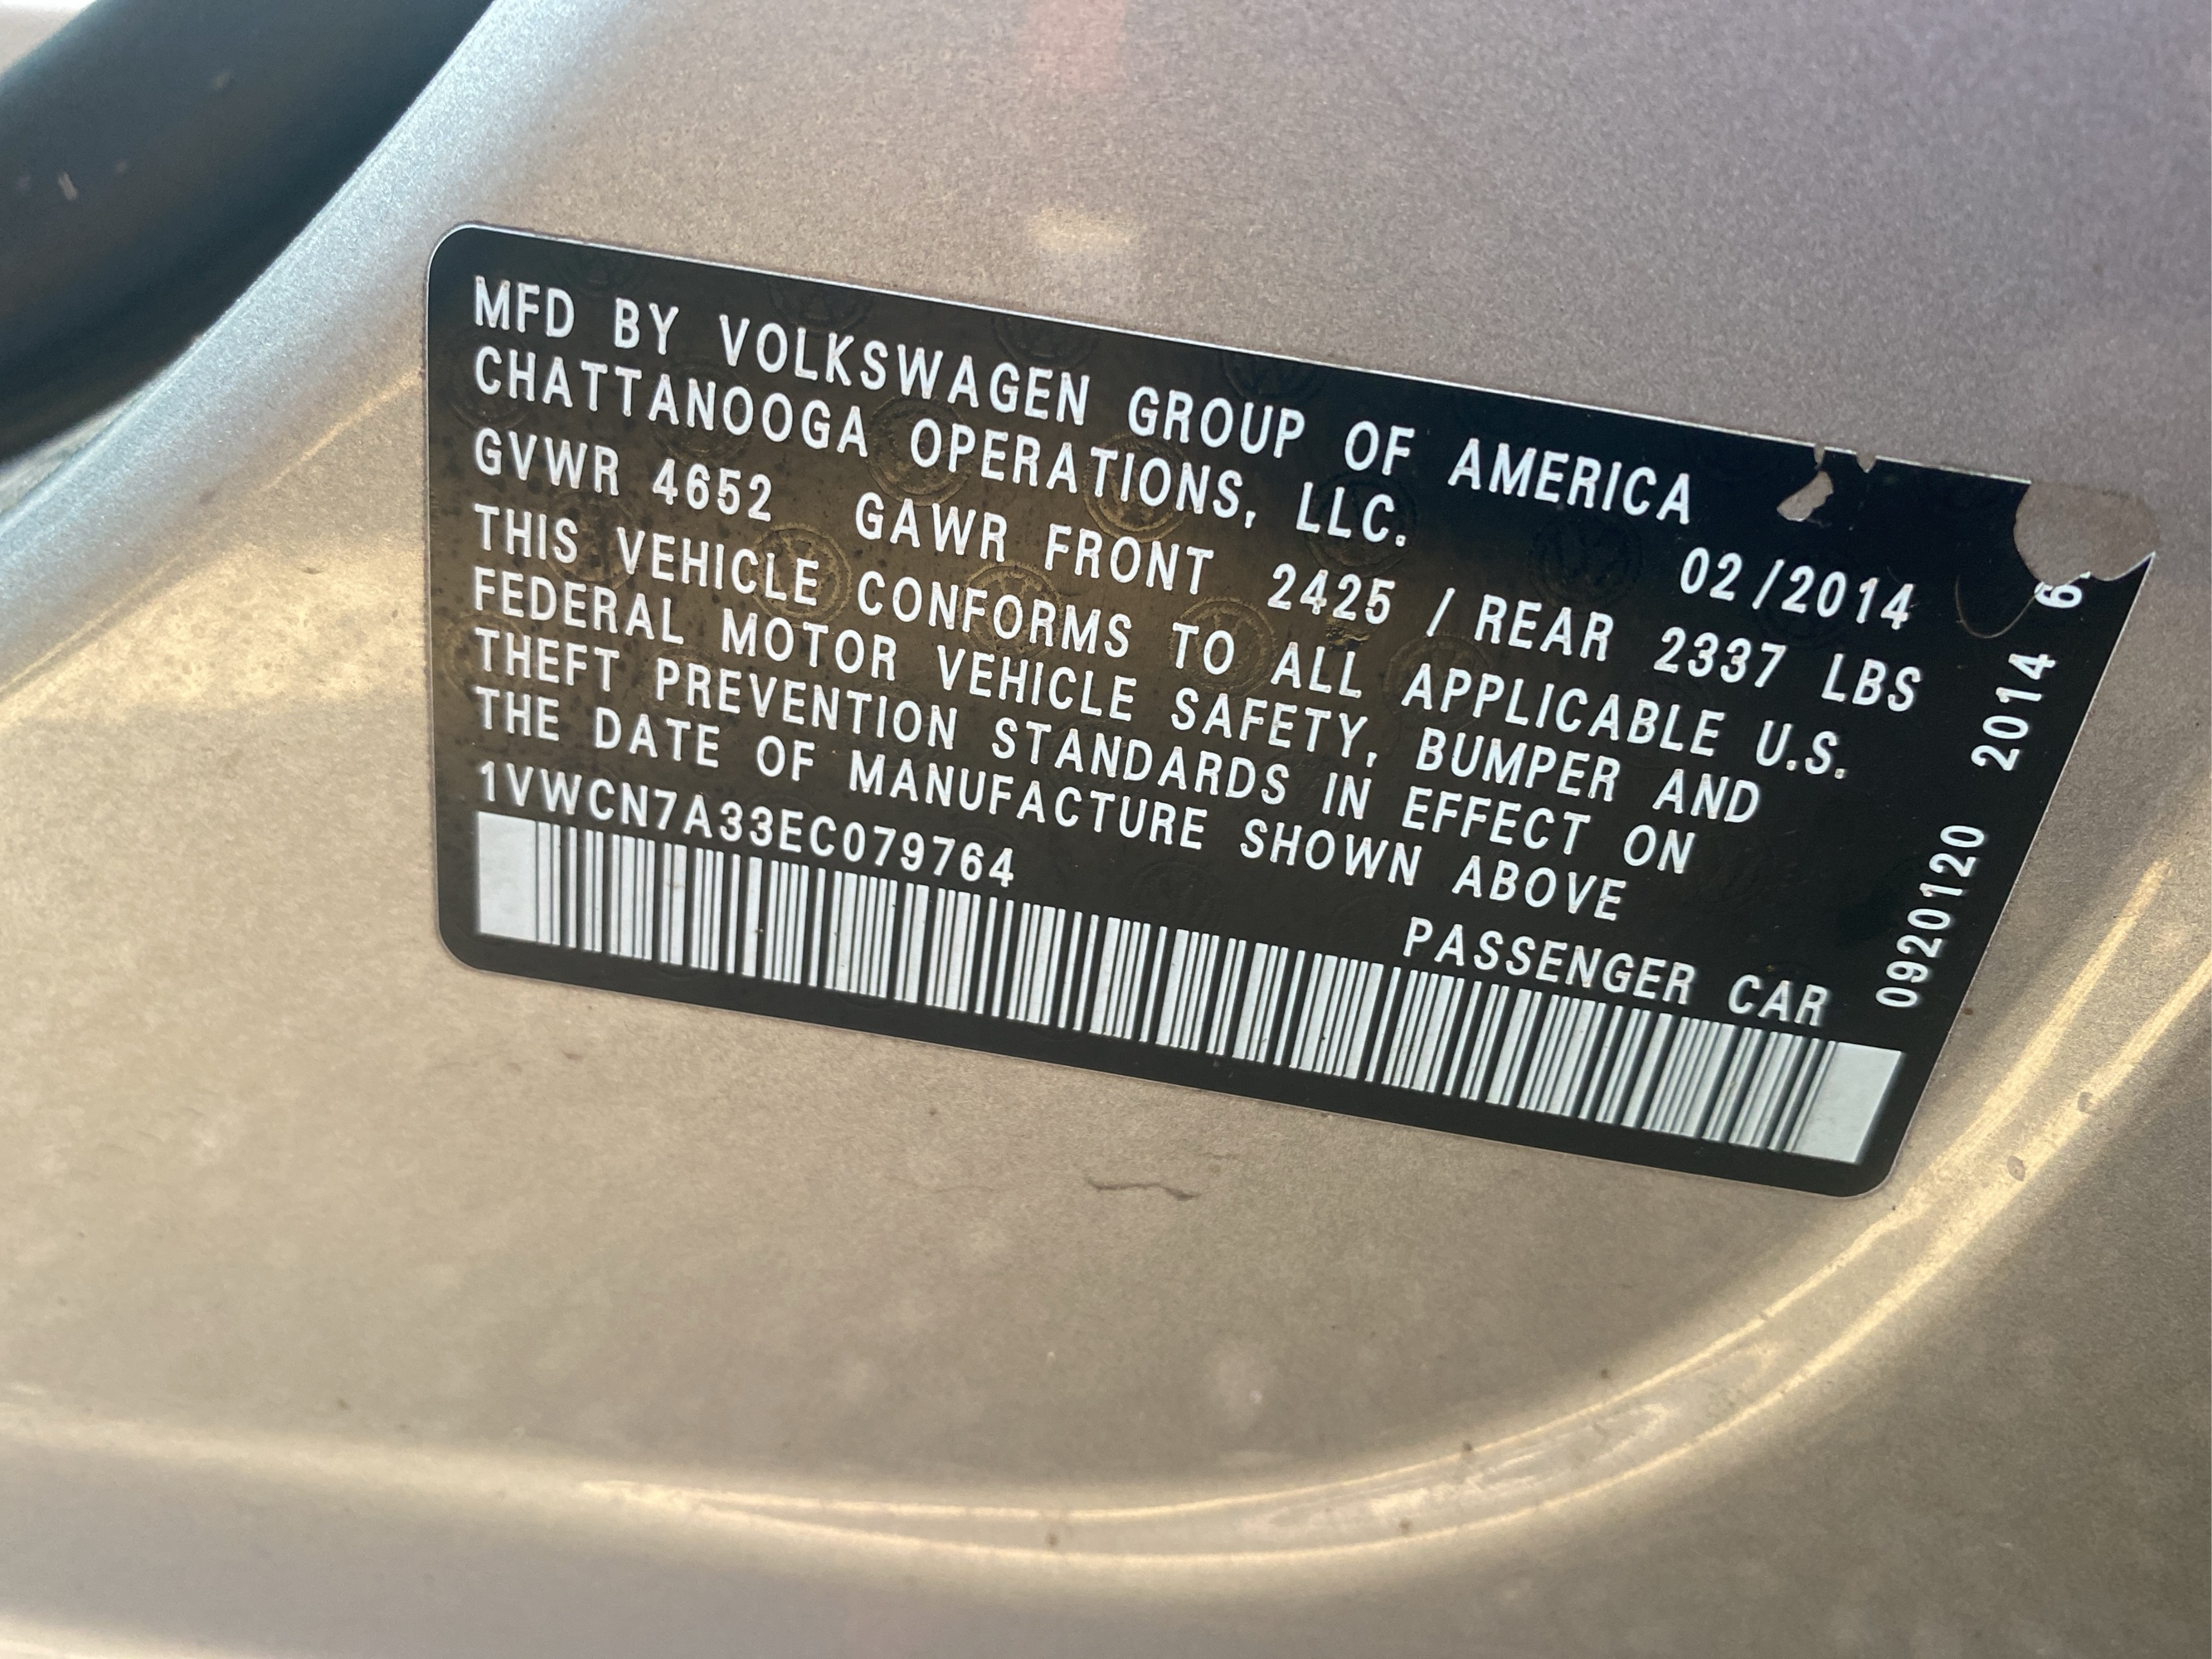 MFD BY VOLKSWAGEN GROUP OF AMERICA
CHATTANOOGA OPERATIONS, LLC. 02/2014
GVWR 4652 GAWR FRONT 2425 / REAR 2337 LBS
THIS VEHICLE CONFORMS TO ALL APPLICABLE U.S.
FEDERAL MOTOR VEHICLE SAFETY, BUMPER AND
THEFT PREVENTION STANDARDS IN EFFECT ON
THE DATE OF MANUFACTURE SHOWN ABOVE
1VWCN7A33EC079764 PASSENGER CAR
0920120 2014 6